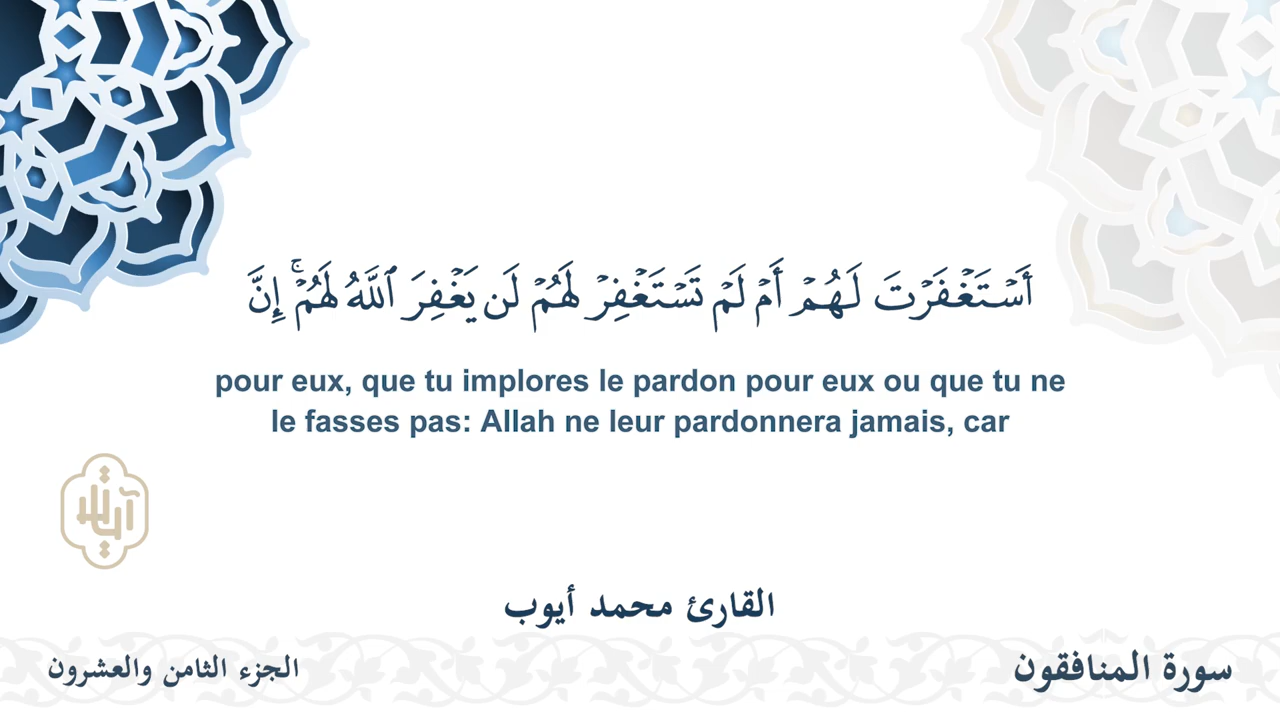 أَسۡتَغۡفَرۡتَ لَهُمۡ أَمۡ لَمۡ تَسۡتَغۡفِرۡ لَهُمۡ لَن يَغۡفِرَ ٱللَّهُ لَهُمۡۚ إِنَّ
pour eux, que tu implores le pardon pour eux ou que tu ne
le fasses pas: Allah ne leur pardonnera jamais, car
القارئ محمد أيوب
سورة المنافقون
الجزء الثامن والعشرون